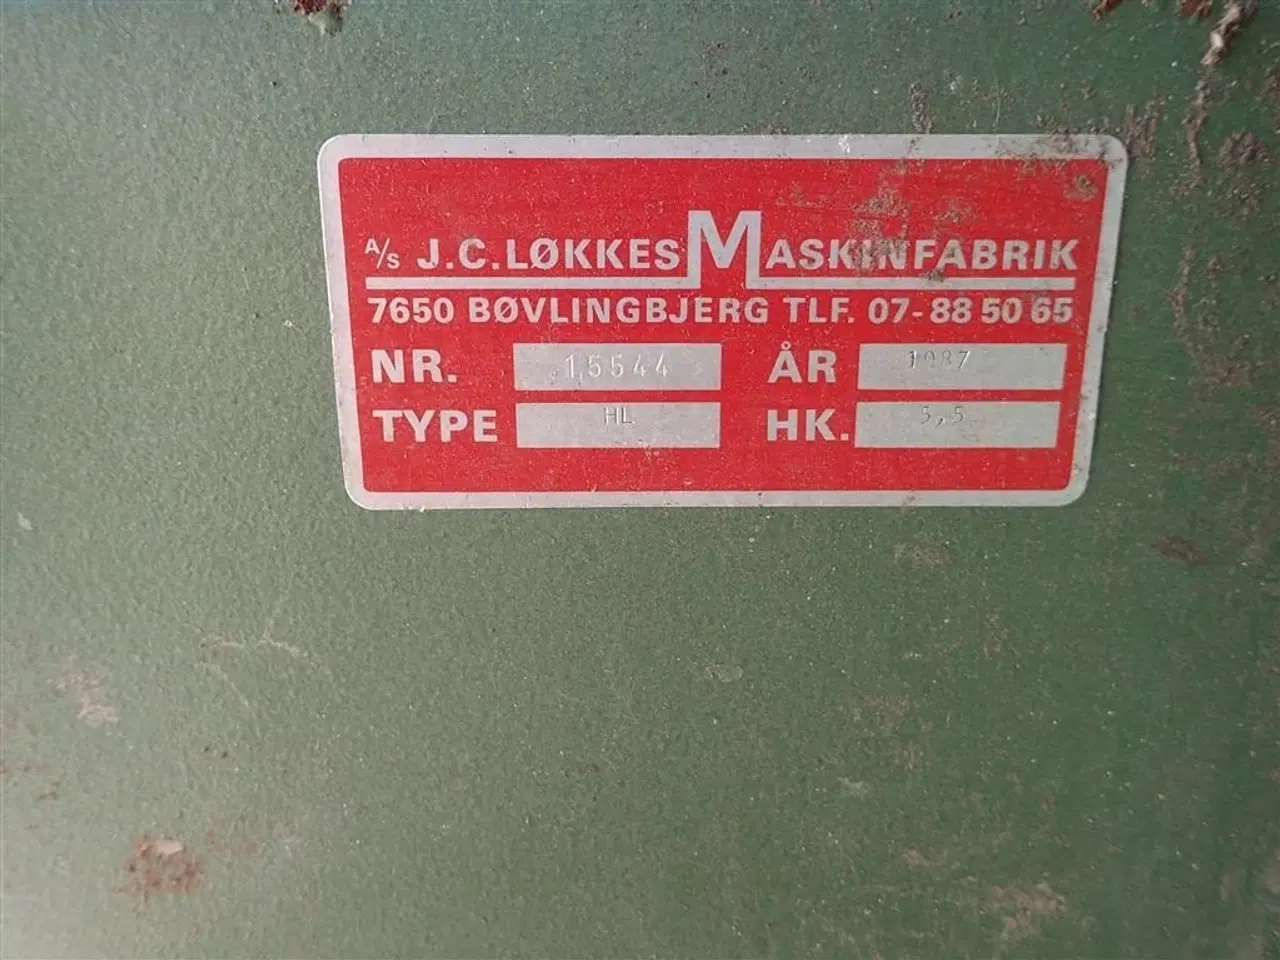 A/S J.C.LØKKES MASKINFABRIK
7650 BØVLINGBJERG TLF. 07-88 50 65
NR. 15544 ÅR 1987
TYPE HL HK. 3,5